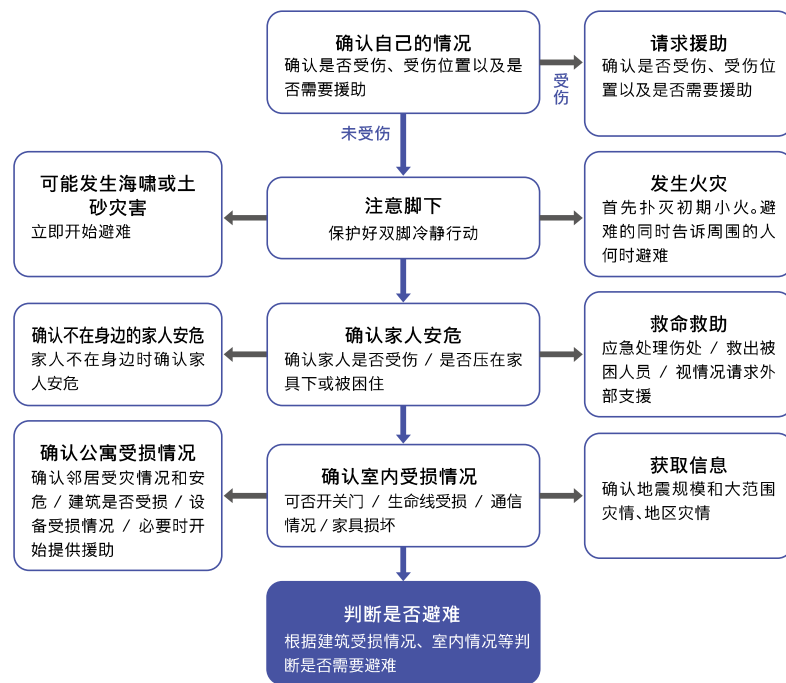 确认自己的情况
确认是否受伤、受伤位置以及是
否需要援助
受伤
请求援助
确认是否受伤、受伤位
置以及是否需要援助
未受伤
可能发生海啸或土
砂灾害
立即开始避难
注意脚下
保护好双脚冷静行动
发生火灾
首先扑灭初期小火。避
难的同时告诉周围的人
何时避难
确认不在身边的家人安危
家人不在身边时确认家
人安危
确认家人安危
确认家人是否受伤 / 是否压在家
具下或被困住
救命救助
应急处理伤处 / 救出被
困人员 / 视情况请求外
部支援
确认公寓受损情况
确认邻居受灾情况和安
危 / 建筑是否受损 / 设
备受损情况 / 必要时开
始提供援助
确认室内受损情况
可否开关门 / 生命线受损 / 通信
情况 / 家具损坏
获取信息
确认地震规模和大范围
灾情、地区灾情
判断是否避难
根据建筑受损情况、室内情况等判
断是否需要避难